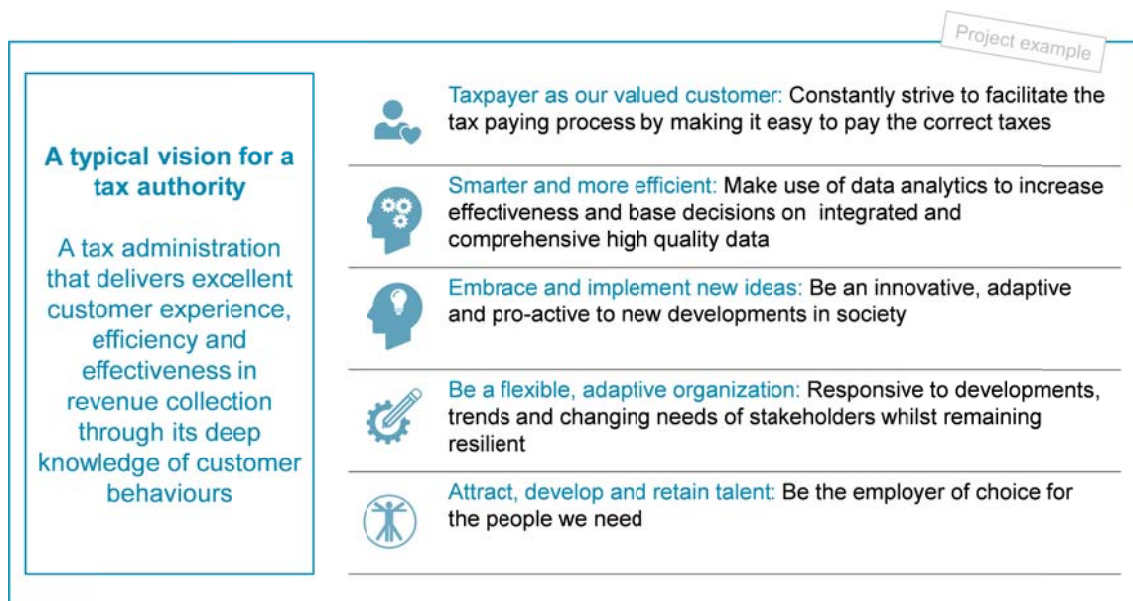 Project example
A typical vision for a
tax authority
A tax administration
that delivers excellent
customer experience,
efficiency and
effectiveness in
revenue collection
through its deep
knowledge of customer
behaviours
Taxpayer as our valued customer: Constantly strive to facilitate the
tax paying process by making it easy to pay the correct taxes
Smarter and more efficient: Make use of data analytics to increase
effectiveness and base decisions on integrated and
comprehensive high quality data
Embrace and implement new ideas: Be an innovative, adaptive
and pro-active to new developments in society
Be a flexible, adaptive organization: Responsive to developments,
trends and changing needs of stakeholders whilst remaining
resilient
Attract, develop and retain talent: Be the employer of choice for
the people we need